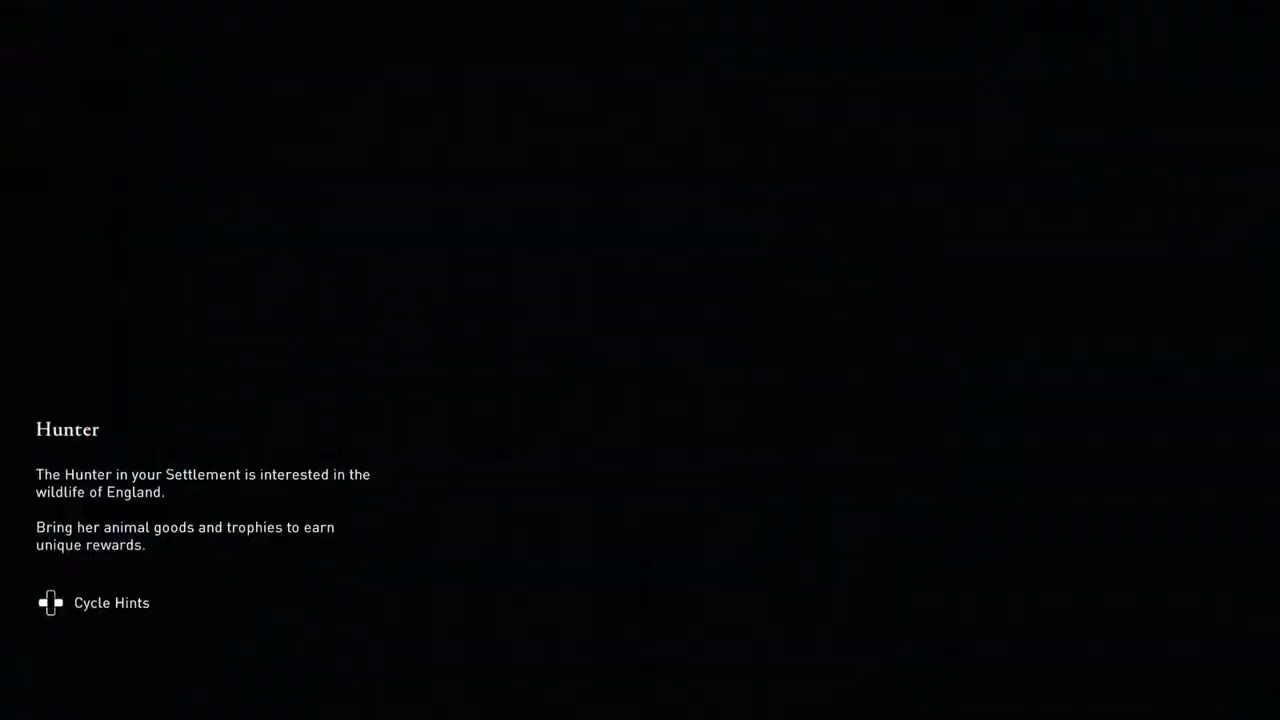 Hunter
The Hunter in your Settlement is interested in the
wildlife of England.
Bring her animal goods and trophies to earn
unique rewards.
Cycle Hints